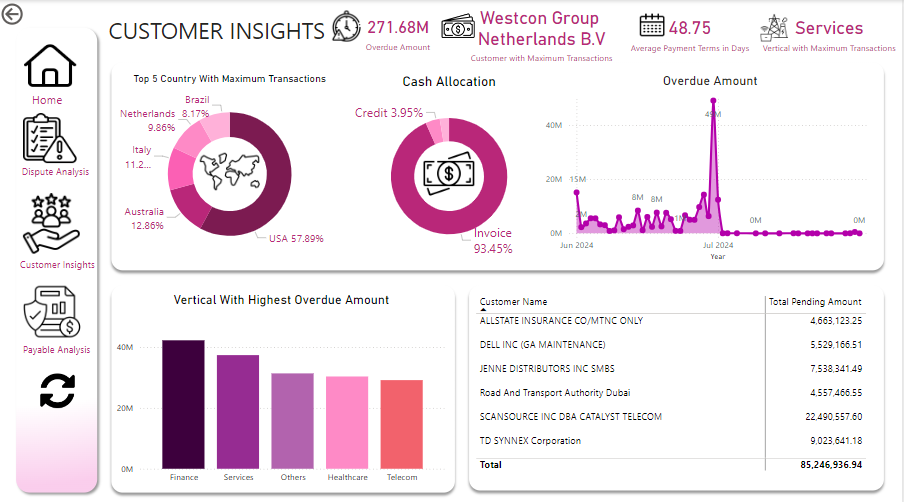 CUSTOMER INSIGHTS
271.68M
Overdue Amount
Westcon Group
Netherlands B.V
Customer with Maximum Transactions
48.75
Average Payment Terms in Days
Services
Vertical with Maximum Transactions
Home
Dispute Analysis
Customer Insights
Payable Analysis
Top 5 Country With Maximum Transactions
Brazil
8.17%
Netherlands
9.86%
Italy
11.2...
Australia
12.86%
USA 57.89%
Cash Allocation
Credit 3.95%
Invoice
93.45%
Overdue Amount
40M
20M
0M
15M
2M
8M
8M
1M
49M
0M
0M
Jun 2024
Jul 2024
Year
Vertical With Highest Overdue Amount
40M
20M
0M
Finance
Services
Others
Healthcare
Telecom
Customer Name Total Pending Amount
ALLSTATE INSURANCE CO/MTNC ONLY 4,663,123.25
DELL INC (GA MAINTENANCE) 5,529,166.51
JENNE DISTRIBUTORS INC SMBS 7,538,341.49
Road And Transport Authority Dubai 4,557,466.55
SCANSOURCE INC DBA CATALYST TELECOM 22,490,557.60
TD SYNNEX Corporation 9,023,641.18
Total 85,246,936.94